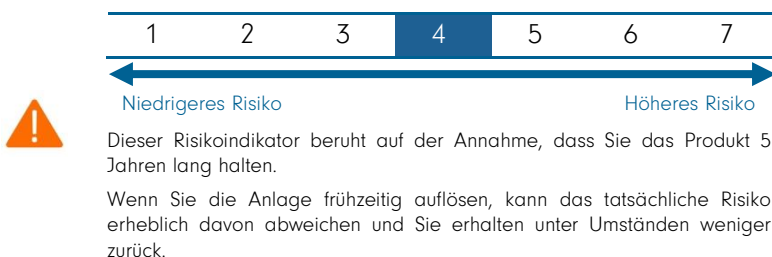 1 2 3 4 5 6 7
Niedrigeres Risiko Höheres Risiko
Dieser Risikoindikator beruht auf der Annahme, dass Sie das Produkt 5
Jahren lang halten.
Wenn Sie die Anlage frühzeitig auflösen, kann das tatsächliche Risiko
erheblich davon abweichen und Sie erhalten unter Umständen weniger
zurück.